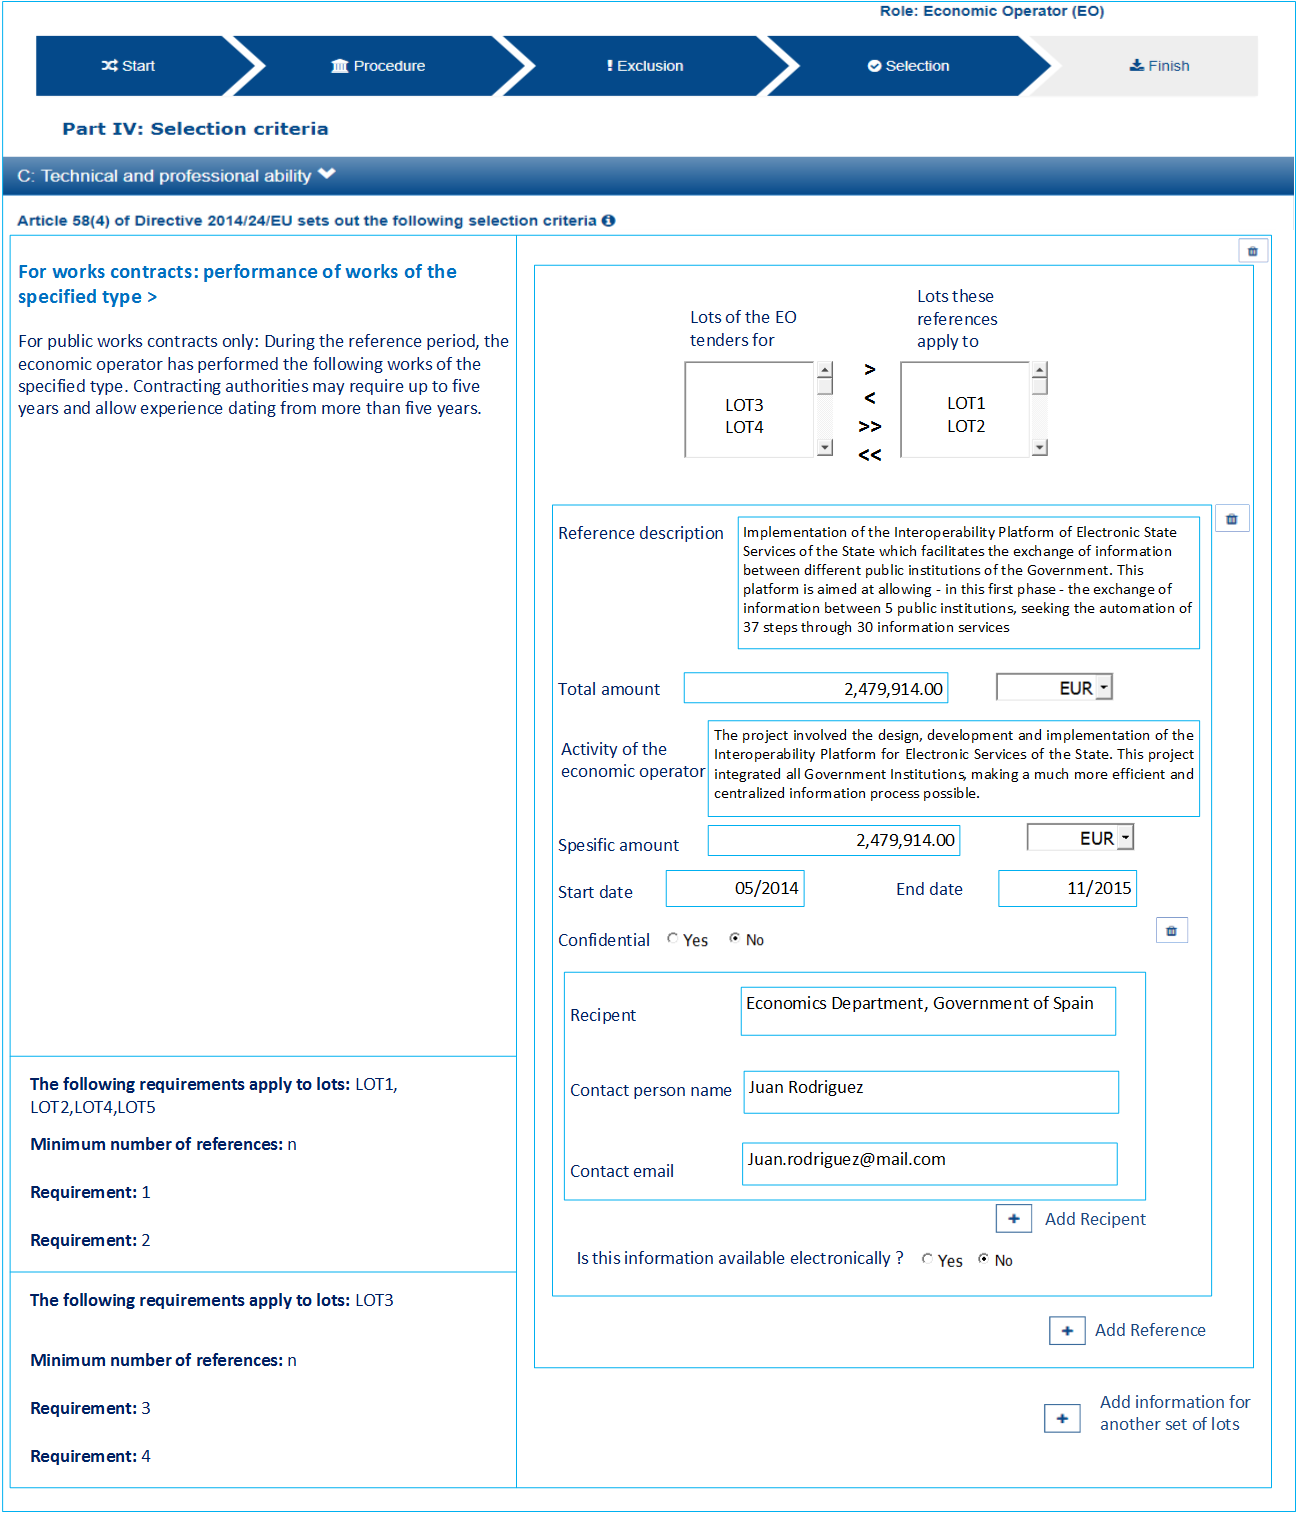 Role: Economic Operator (EO)
Start
Procedure
Exclusion
Selection
Finish
Part IV: Selection criteria
C: Technical and professional ability
Article 58(4) of Directive 2014/24/EU sets out the following selection criteria
For works contracts: performance of works of the
specified type >
For public works contracts only: During the reference period, the
economic operator has performed the following works of the
specified type. Contracting authorities may require up to five
years and allow experience dating from more than five years.
The following requirements apply to lots: LOT1,
LOT2,LOT4,LOT5
Minimum number of references: n
Requirement: 1
Requirement: 2
The following requirements apply to lots: LOT3
Minimum number of references: n
Requirement: 3
Requirement: 4
Lots of the EO
tenders for
LOT3
LOT4
>
<
>>
<<
Lots these
references
apply to
LOT1
LOT2
Reference description
Implementation of the Interoperability Platform of Electronic State
Services of the State which facilitates the exchange of information
between different public institutions of the Government. This
platform is aimed at allowing - in this first phase - the exchange of
information between 5 public institutions, seeking the automation of
37 steps through 30 information services
Total amount
2,479,914.00
EUR
Activity of the
economic operator
The project involved the design, development and implementation of the
Interoperability Platform for Electronic Services of the State. This project
integrated all Government Institutions, making a much more efficient and
centralized information process possible.
Spesific amount
2,479,914.00
EUR
Start date
05/2014
End date
11/2015
Confidential
Yes
No
Recipent
Economics Department, Government of Spain
Contact person name
Juan Rodriguez
Contact email
Juan.rodriguez@mail.com
+ Add Recipent
Is this information available electronically ?
Yes
No
+ Add Reference
+ Add information for
another set of lots